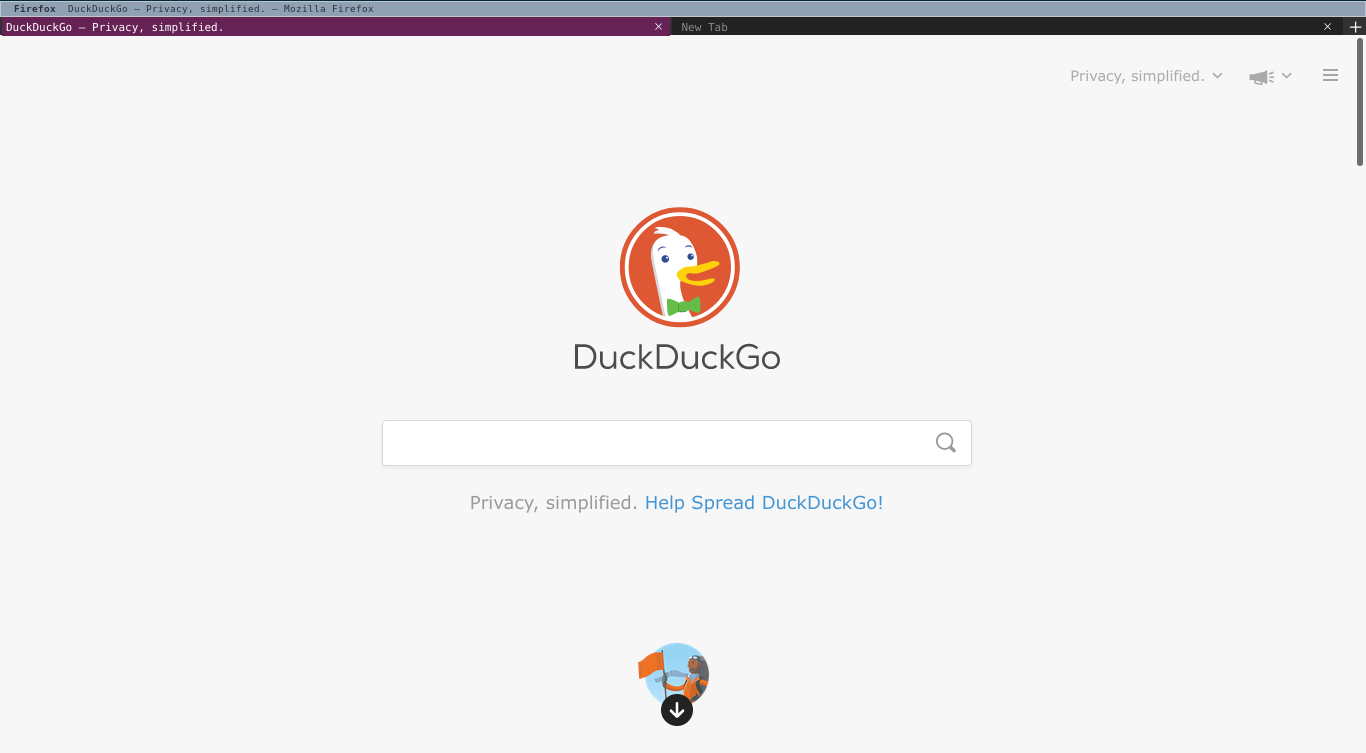 Firefox DuckDuckGo — Privacy, simplified. — Mozilla Firefox
DuckDuckGo — Privacy, simplified.
New Tab
Privacy, simplified.
DuckDuckGo
Privacy, simplified. Help Spread DuckDuckGo!